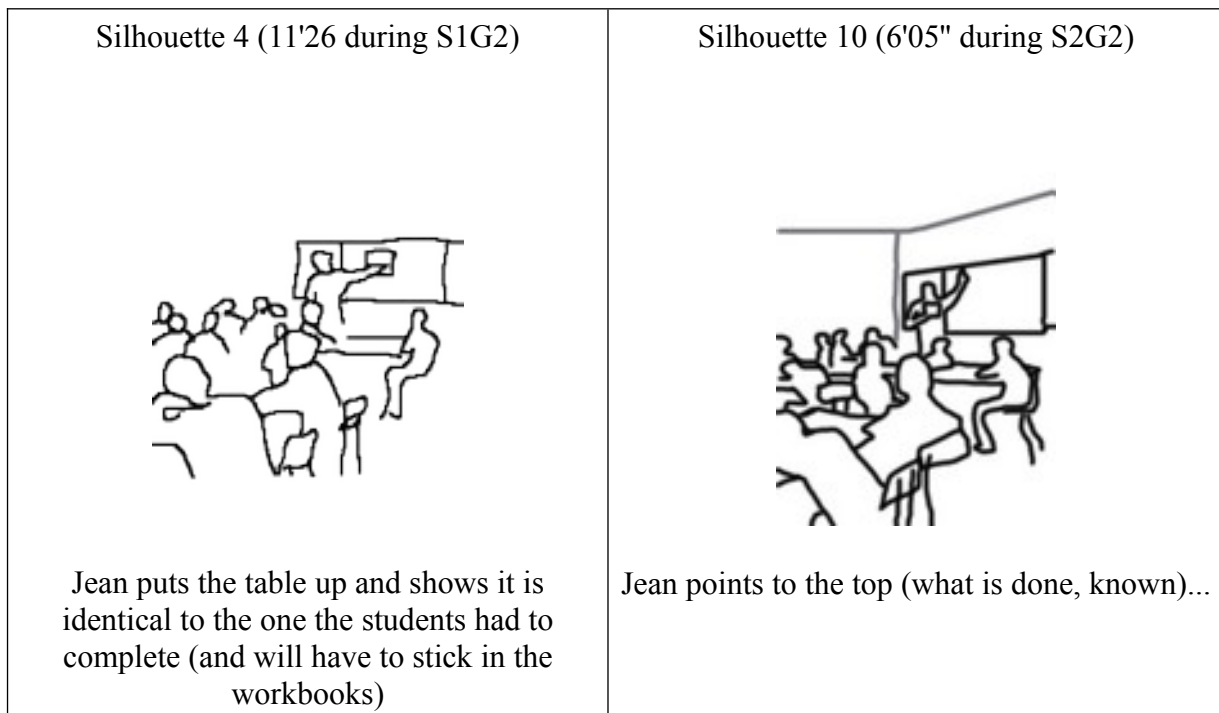 Silhouette 4 (11'26 during S1G2)
Silhouette 10 (6'05" during S2G2)
Jean puts the table up and shows it is
identical to the one the students had to
complete (and will have to stick in the
workbooks)
Jean points to the top (what is done, known)...